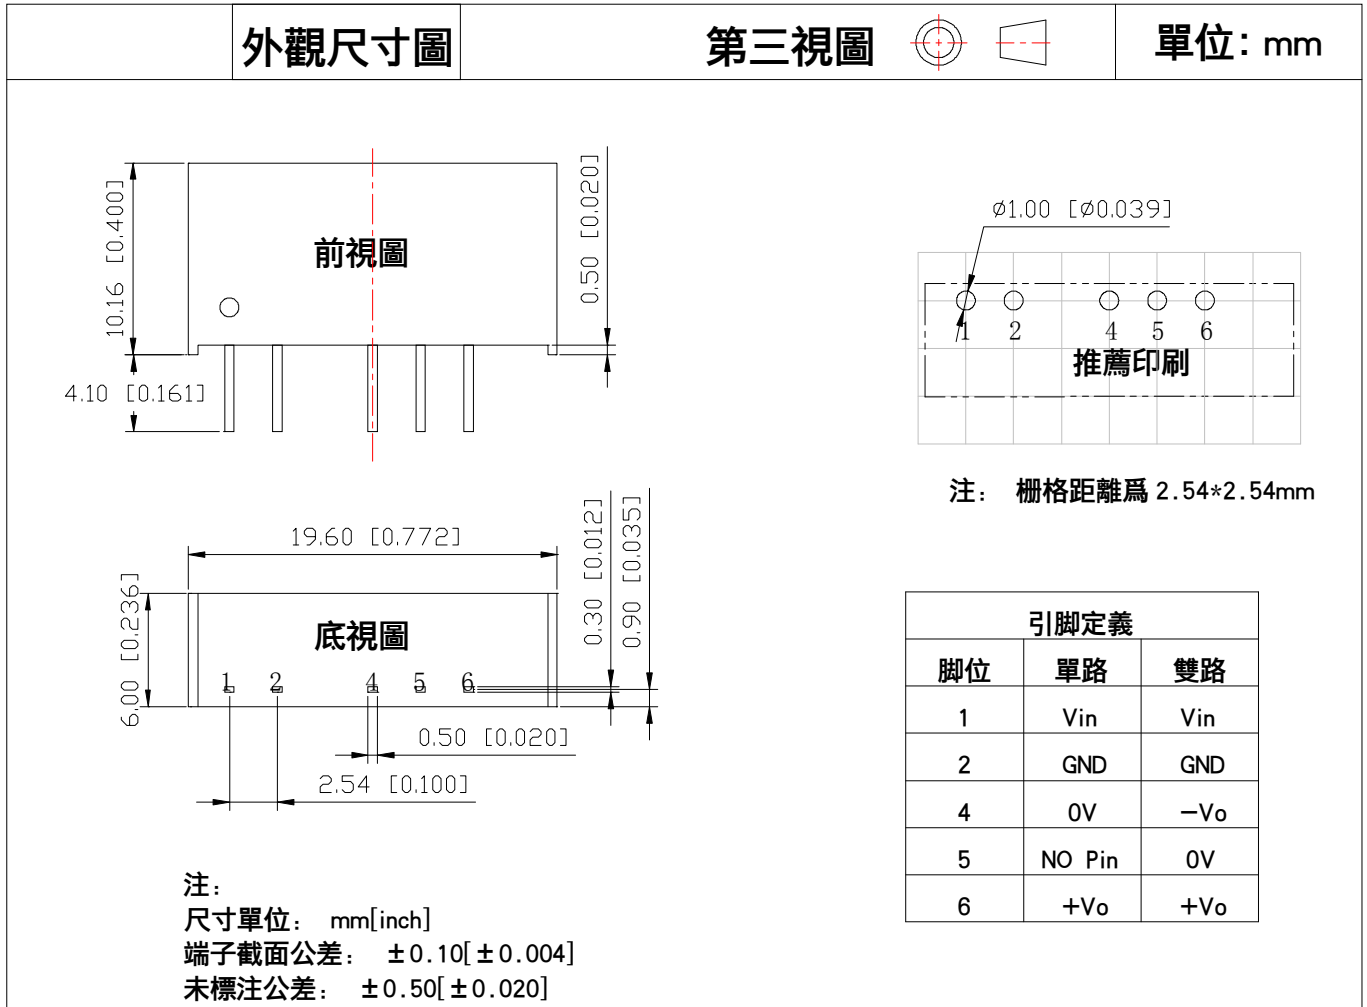 外觀尺寸圖
第三視圖
單位: mm
10.16 [0.400]
前視圖
0.50 [0.020]
4.10 [0.161]
⌀1.00 [⌀0.039]
1 2 4 5 6
推薦印刷
注： 栅格距離爲 2.54*2.54mm
19.60 [0.772]
6.00 [0.236]
底視圖
0.30 [0.012]
0.90 [0.035]
1 2 4 5 6
0.50 [0.020]
2.54 [0.100]
引脚定義
脚位 單路 雙路
1 Vin Vin
2 GND GND
4 0V −Vo
5 NO Pin 0V
6 +Vo +Vo
注：
尺寸單位： mm[inch]
端子截面公差： ±0.10[±0.004]
未標注公差： ±0.50[±0.020]